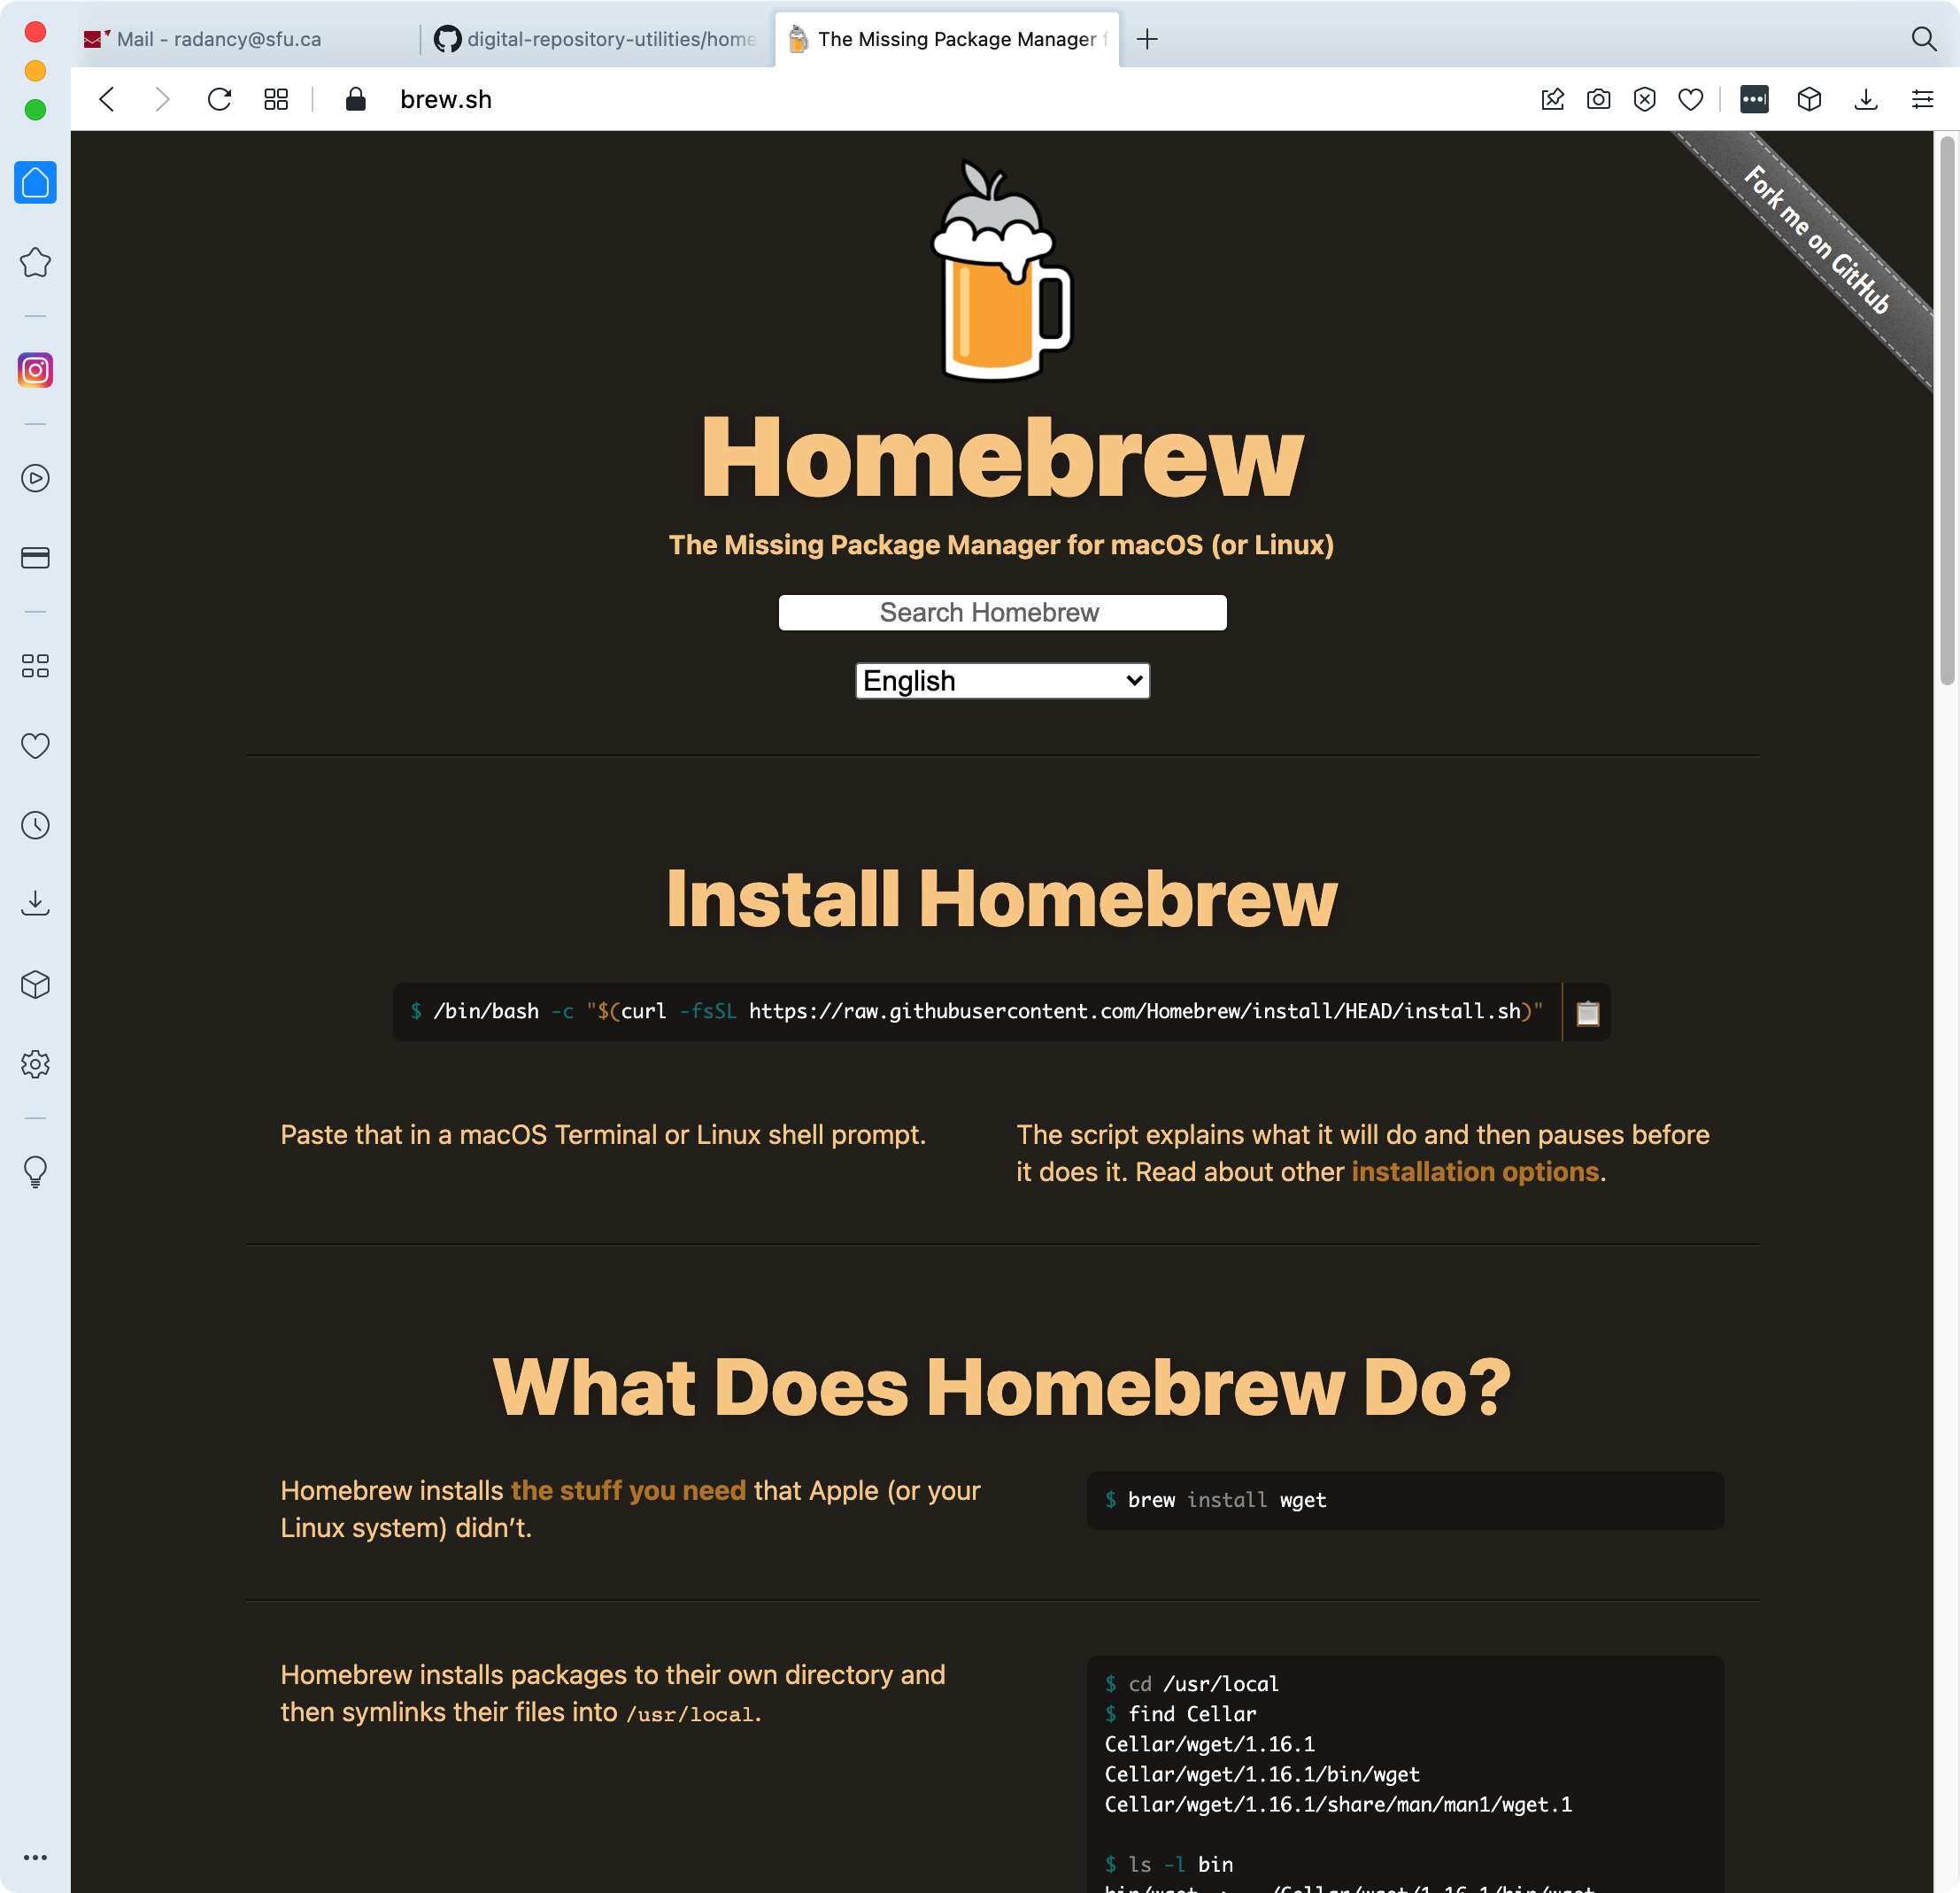 Mail - radancy@sfu.ca
digital-repository-utilities/home
The Missing Package Manager f
brew.sh
Fork me on GitHub
Homebrew
The Missing Package Manager for macOS (or Linux)
Search Homebrew
English
Install Homebrew
$ /bin/bash -c "$(curl -fsSL https://raw.githubusercontent.com/Homebrew/install/HEAD/install.sh)"
Paste that in a macOS Terminal or Linux shell prompt.
The script explains what it will do and then pauses before
it does it. Read about other installation options.
What Does Homebrew Do?
Homebrew installs the stuff you need that Apple (or your
Linux system) didn’t.
$ brew install wget
Homebrew installs packages to their own directory and
then symlinks their files into /usr/local.
$ cd /usr/local
$ find Cellar
Cellar/wget/1.16.1
Cellar/wget/1.16.1/bin/wget
Cellar/wget/1.16.1/share/man/man1/wget.1
$ ls -l bin